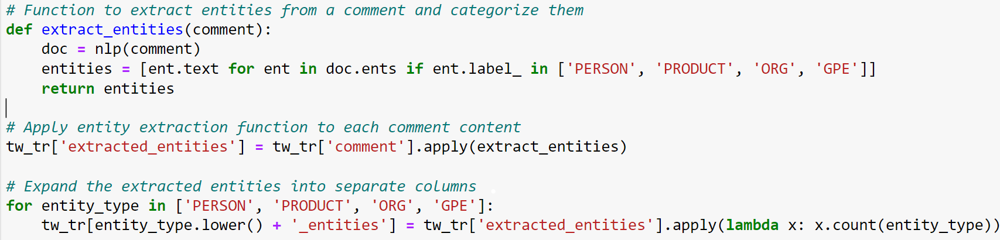 # Function to extract entities from a comment and categorize them
def extract_entities(comment):
    doc = nlp(comment)
    entities = [ent.text for ent in doc.ents if ent.label_ in ['PERSON', 'PRODUCT', 'ORG', 'GPE']]
    return entities
# Apply entity extraction function to each comment content
tw_tr['extracted_entities'] = tw_tr['comment'].apply(extract_entities)
# Expand the extracted entities into separate columns
for entity_type in ['PERSON', 'PRODUCT', 'ORG', 'GPE']:
    tw_tr[entity_type.lower() + '_entities'] = tw_tr['extracted_entities'].apply(lambda x: x.count(entity_type))